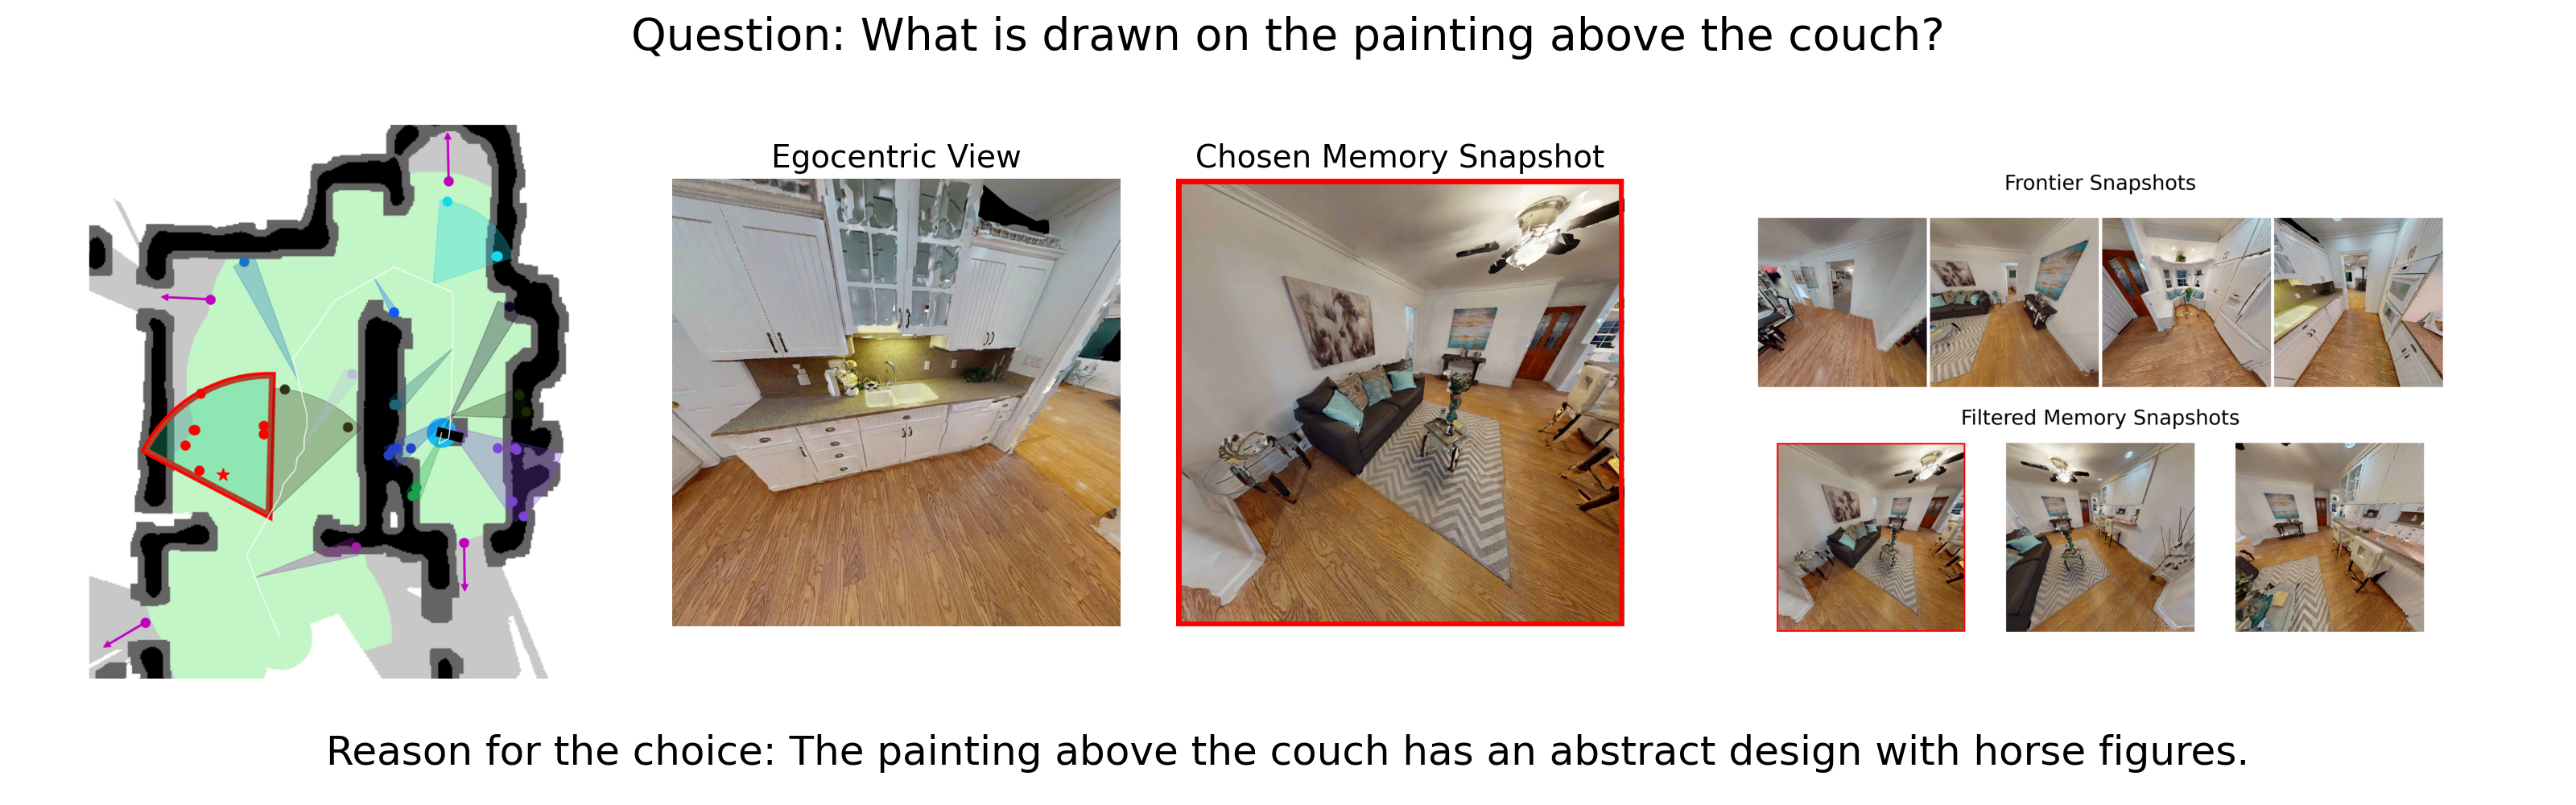 Question: What is drawn on the painting above the couch?
Egocentric View
Chosen Memory Snapshot
Frontier Snapshots
Filtered Memory Snapshots
Reason for the choice: The painting above the couch has an abstract design with horse figures.